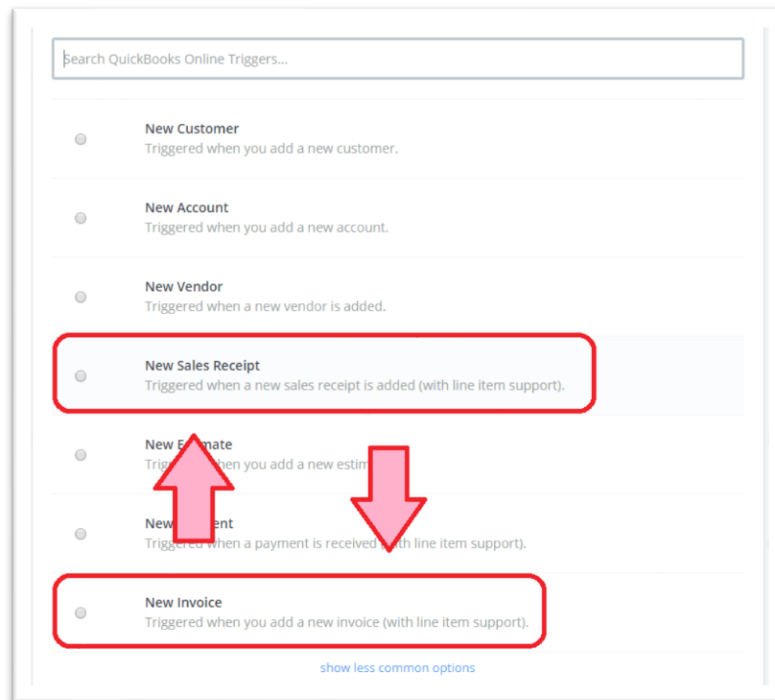 Search QuickBooks Online Triggers...
New Customer
Triggered when you add a new customer.
New Account
Triggered when you add a new account.
New Vendor
Triggered when a new vendor is added.
New Sales Receipt
Triggered when a new sales receipt is added (with line item support).
New
you add a new
New
Triggered when a payment is received line item support).
New Invoice
Triggered when you add a new invoice (with line item support).
show less common options